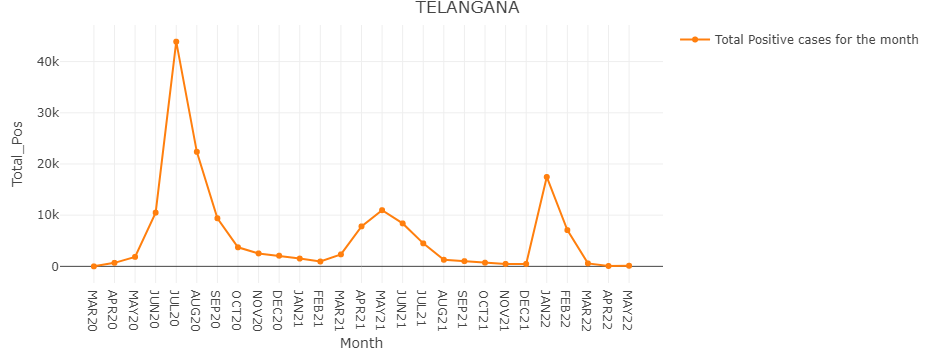 TELANGANA
Total Positive cases for the month
Total_Pos
40k
30k
20k
10k
0
MAR20
APR20
MAY20
JUN20
JUL20
AUG20
SEP20
OCT20
NOV20
DEC20
JAN21
FEB21
MAR21
APR21
MAY21
JUN21
JUL21
AUG21
SEP21
OCT21
NOV21
DEC21
JAN22
FEB22
MAR22
APR22
MAY22
Month